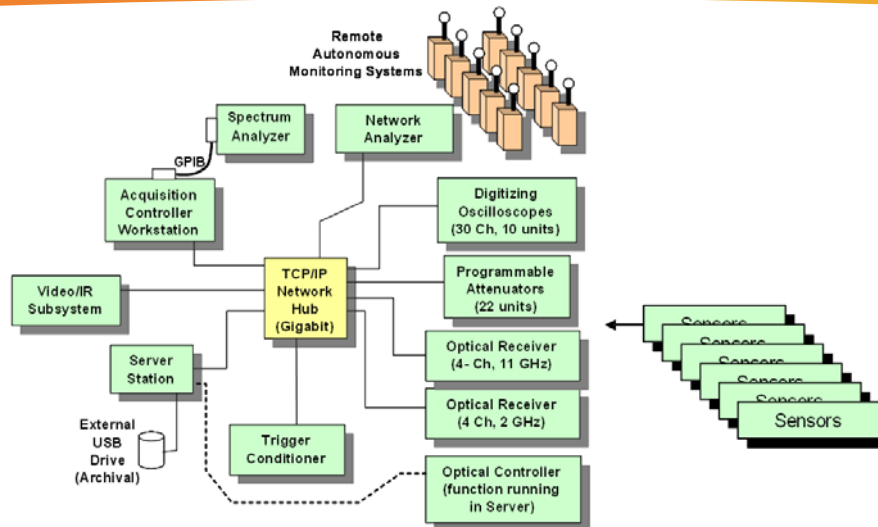 Remote
Autonomous
Monitoring Systems
Spectrum
Analyzer
Network
Analyzer
GPIB
Acquisition
Controller
Workstation
Digitizing
Oscilloscopes
(30 Ch, 10 units)
TCP/IP
Network
Hub
(Gigabit)
Programmable
Attenuators
(22 units)
Video/IR
Subsystem
Optical Receiver
(4- Ch, 11 GHz)
Server
Station
Optical Receiver
(4 Ch, 2 GHz)
External
USB
Drive
(Archival)
Trigger
Conditioner
Optical Controller
(function running
in Server)
Sensors
Sensors
Sensors
Sensors
Sensors
Sensors